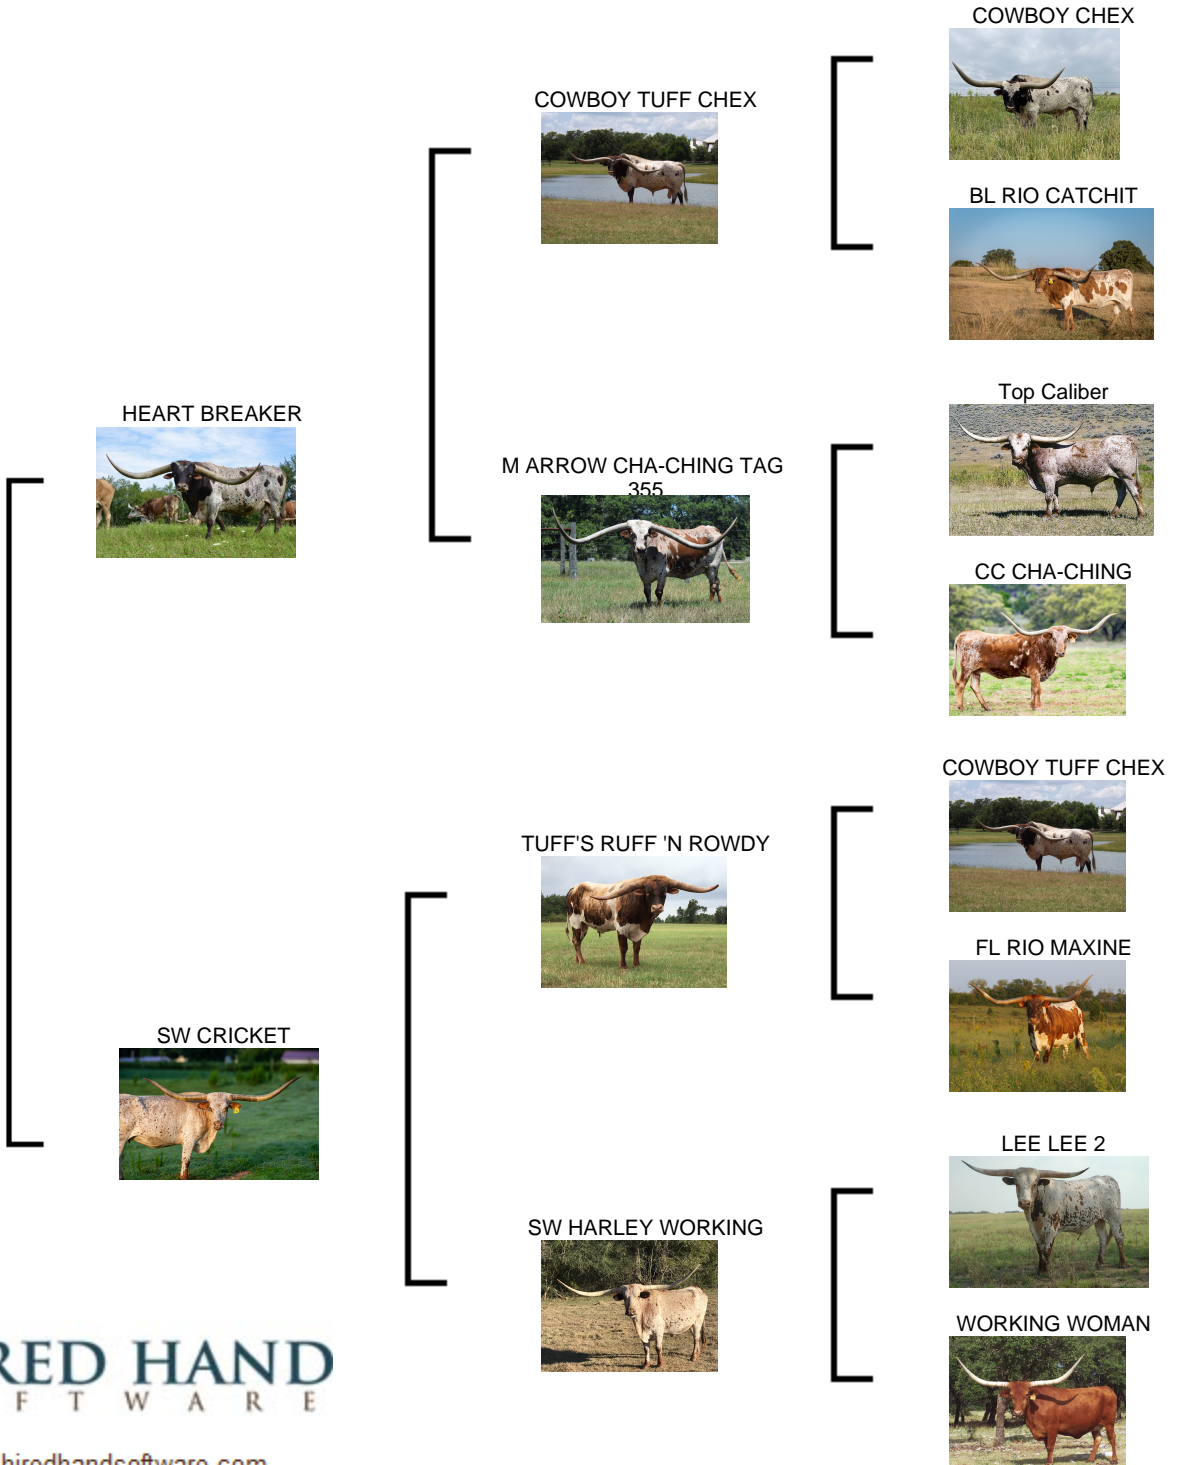 COWBOY CHEX
COWBOY TUFF CHEX
BL RIO CATCHIT
HEART BREAKER
Top Caliber
M ARROW CHA-CHING TAG
355
CC CHA-CHING
COWBOY TUFF CHEX
TUFF'S RUFF 'N ROWDY
FL RIO MAXINE
SW CRICKET
LEE LEE 2
SW HARLEY WORKING
WORKING WOMAN
RED HAND
F T W A R E
hiredhandsoftware.com